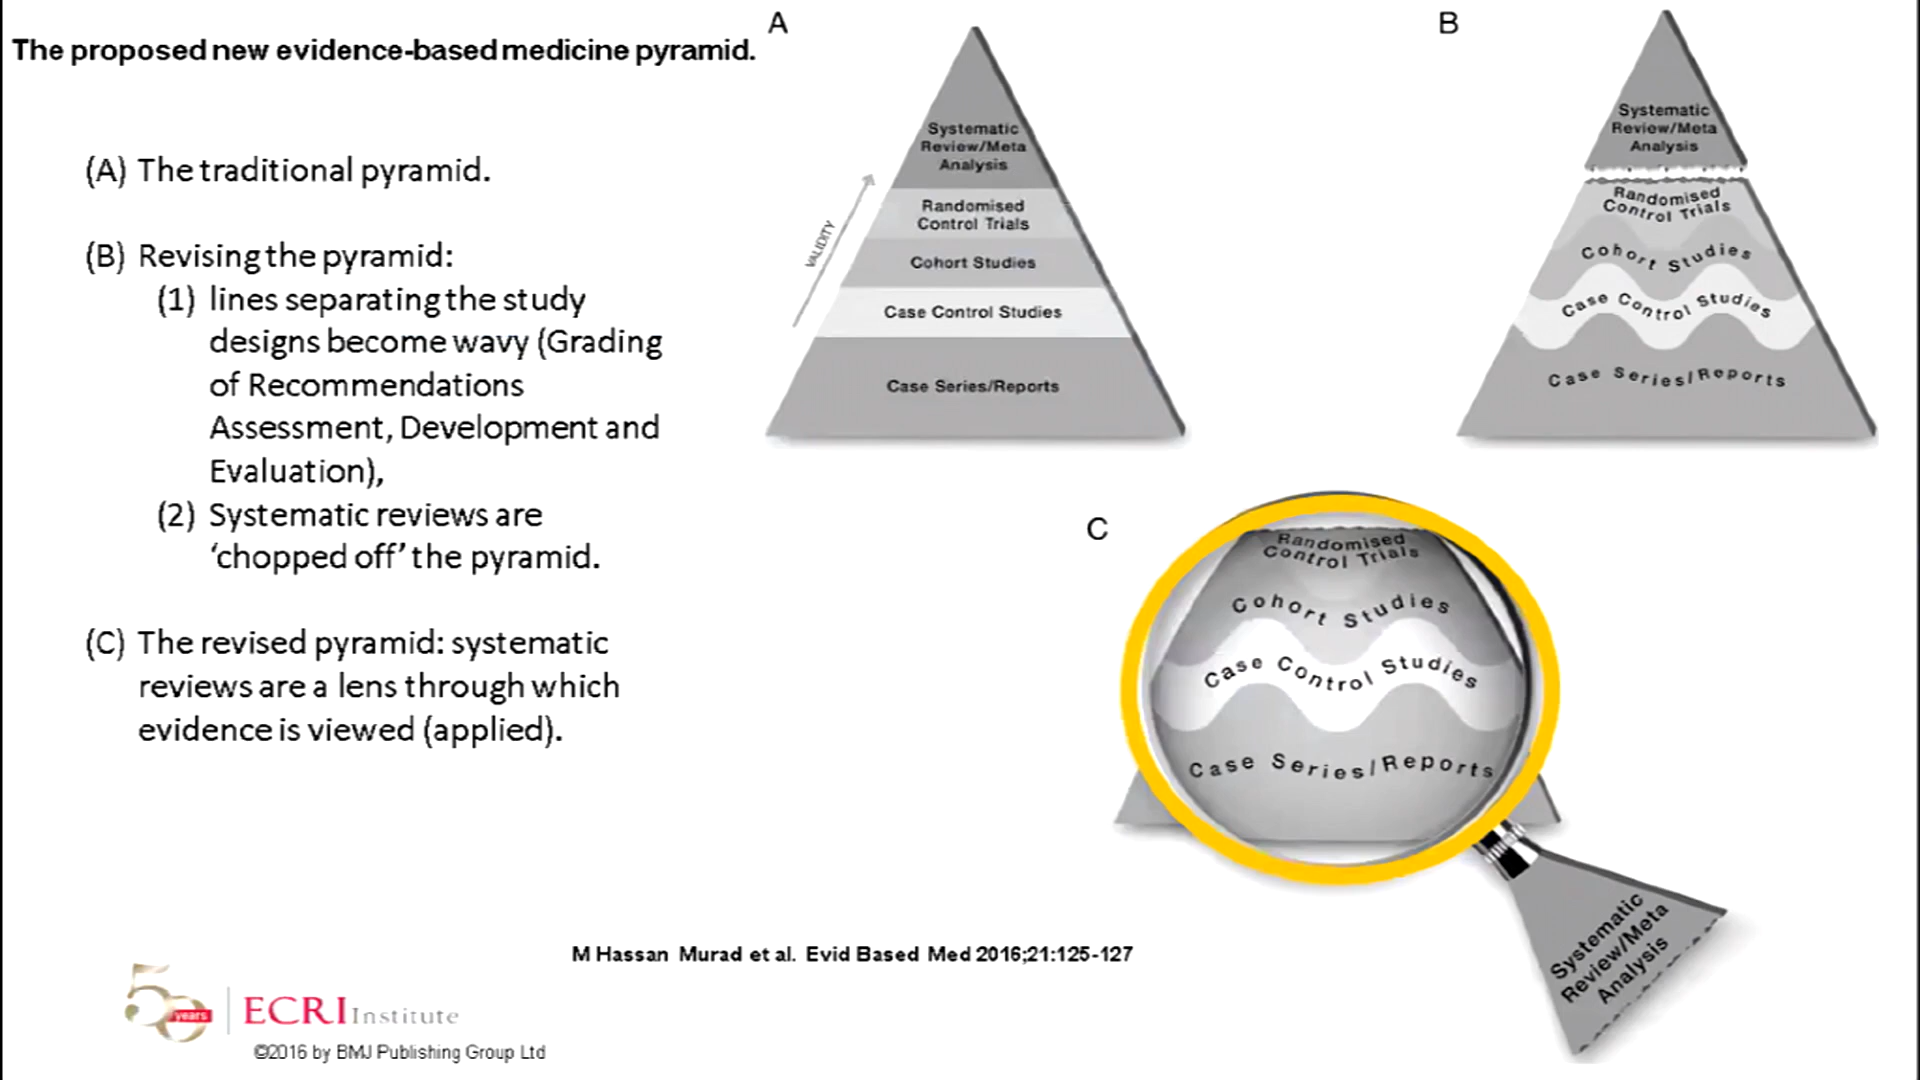 The proposed new evidence-based medicine pyramid.
(A) The traditional pyramid.
(B) Revising the pyramid:
(1) lines separating the study
designs become wavy (Grading
of Recommendations
Assessment, Development and
Evaluation),
(2) Systematic reviews are
‘chopped off’ the pyramid.
(C) The revised pyramid: systematic
reviews are a lens through which
evidence is viewed (applied).
A
Systematic
Review/Meta
Analysis
Randomised
Control Trials
Cohort Studies
Case Control Studies
Case Series/Reports
VALIDITY
B
Systematic
Review/Meta
Analysis
Randomised
Control Trials
Cohort Studies
Case Control Studies
Case Series/Reports
C
Randomised
Control Trials
Cohort Studies
Case Control Studies
Case Series/Reports
Systematic
Review/Meta
Analysis
M Hassan Murad et al. Evid Based Med 2016;21:125-127
50 years
ECRI Institute
©2016 by BMJ Publishing Group Ltd